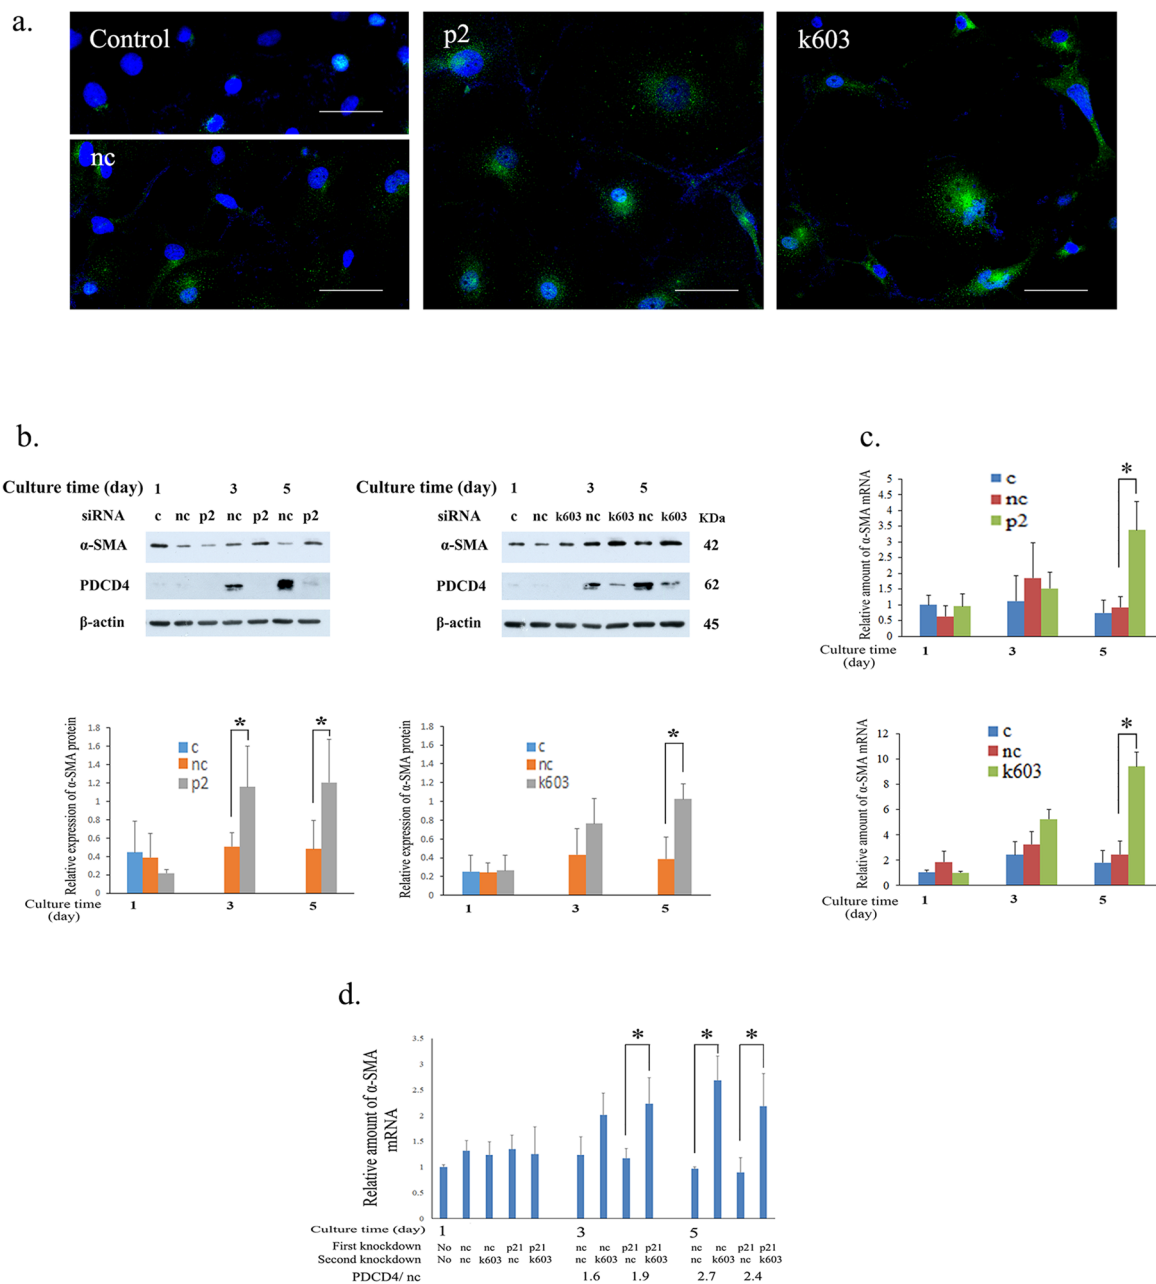 a.
Control
nc
p2
k603
b.
Culture time (day) 1 3 5
siRNA c nc p2 nc p2 nc p2
α-SMA
PDCD4
β-actin
Culture time (day) 1 3 5
siRNA c nc k603 nc k603 nc k603 KDa
α-SMA 42
PDCD4 62
β-actin 45
Relative expression of α-SMA protein
1.8
1.6
1.4
1.2
1
0.8
0.6
0.4
0.2
0
c
nc
p2
* *
Culture time (day) 1 3 5
Relative expression of α-SMA protein
1.8
1.6
1.4
1.2
1
0.8
0.6
0.4
0.2
0
c
nc
k603
*
Culture time (day) 1 3 5
c.
Relative amount of α-SMA mRNA
5
4.5
4
3.5
3
2.5
2
1.5
1
0.5
0
c
nc
p2
*
Culture time (day) 1 3 5
Relative amount of α-SMA mRNA
12
10
8
6
4
2
0
c
nc
k603
*
Culture time (day) 1 3 5
d.
Relative amount of α-SMA mRNA
3.5
3
2.5
2
1.5
1
0.5
0
* * *
Culture time (day) 1 3 5
First knockdown No nc nc p21 p21 nc nc p21 p21 nc nc p21 p21
Second knockdown No nc k603 nc k603 nc k603 nc k603 nc k603 nc k603
PDCD4/ nc 1.6 1.9 2.7 2.4